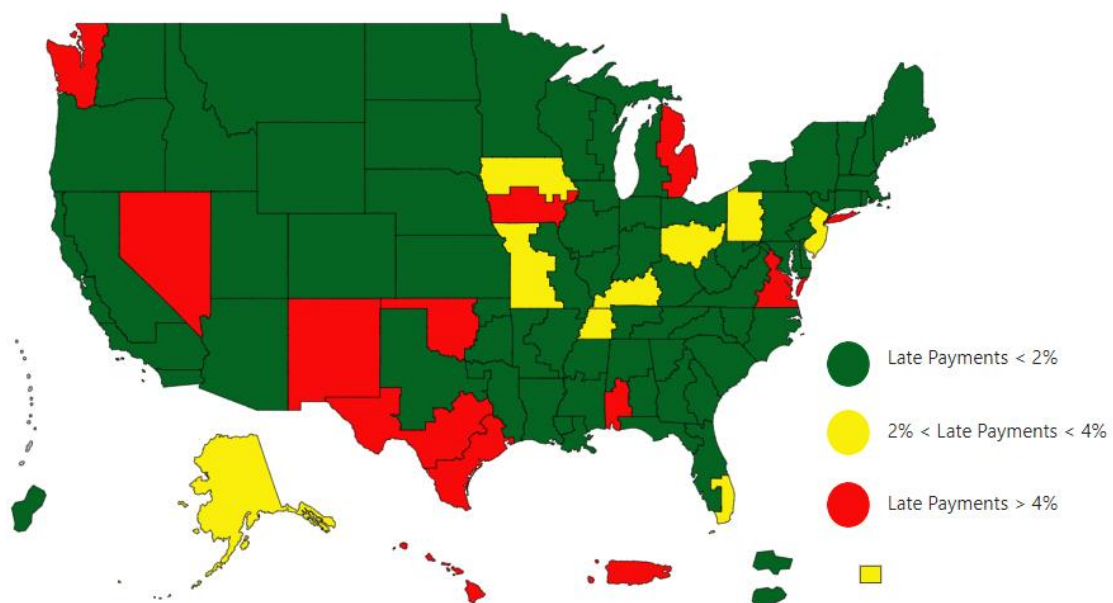 Late Payments < 2%
2% < Late Payments < 4%
Late Payments > 4%